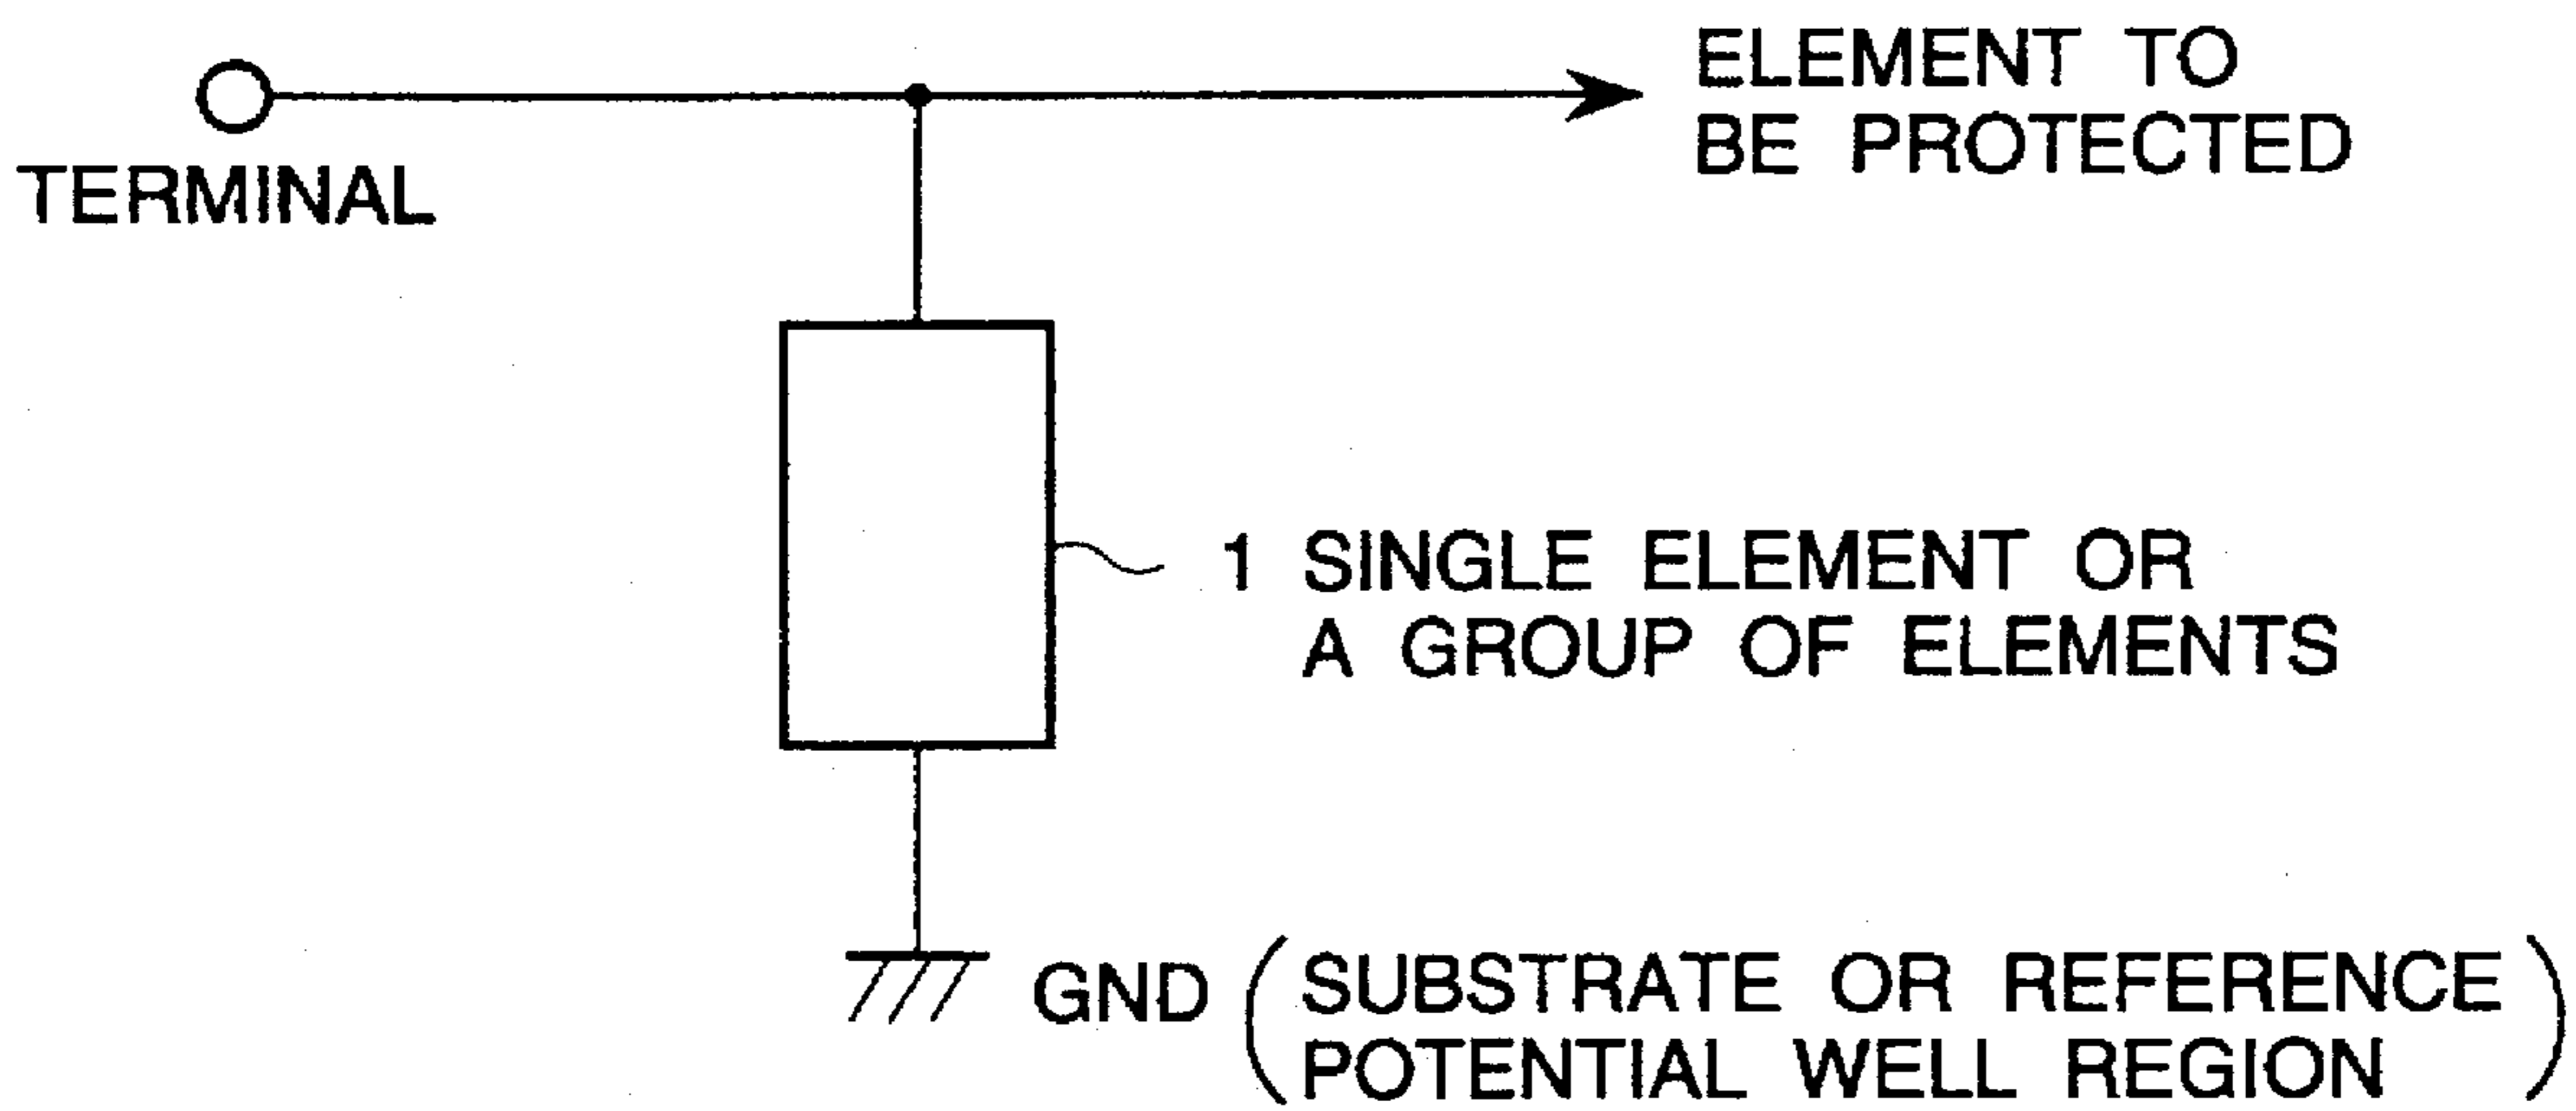 ELEMENT TO
BE PROTECTED
TERMINAL
1 SINGLE ELEMENT OR
A GROUP OF ELEMENTS
GND (SUBSTRATE OR REFERENCE
POTENTIAL WELL REGION)